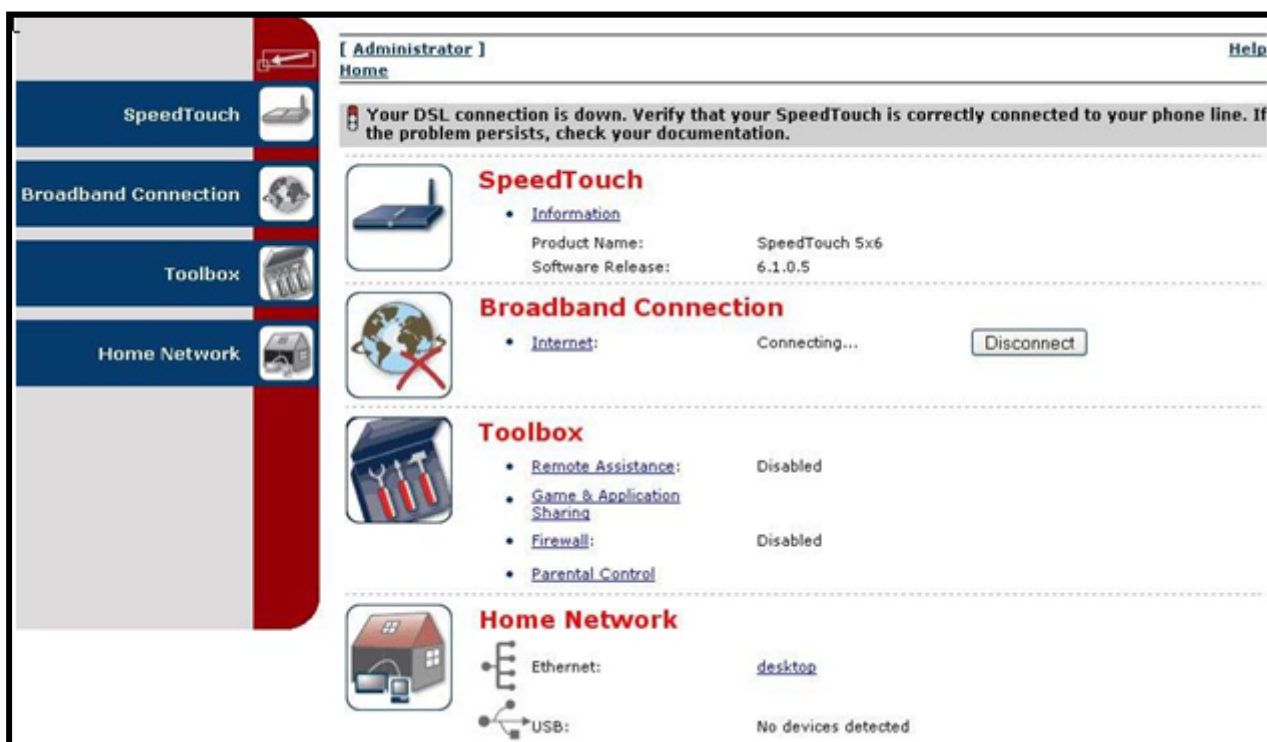 [ Administrator ]
Help
Home
SpeedTouch
Broadband Connection
Toolbox
Home Network
Your DSL connection is down. Verify that your SpeedTouch is correctly connected to your phone line. If
the problem persists, check your documentation.
SpeedTouch
Information
Product Name: SpeedTouch 5x6
Software Release: 6.1.0.5
Broadband Connection
Internet: Connecting... Disconnect
Toolbox
Remote Assistance: Disabled
Game & Application
Sharing
Firewall: Disabled
Parental Control
Home Network
Ethernet: desktop
USB: No devices detected